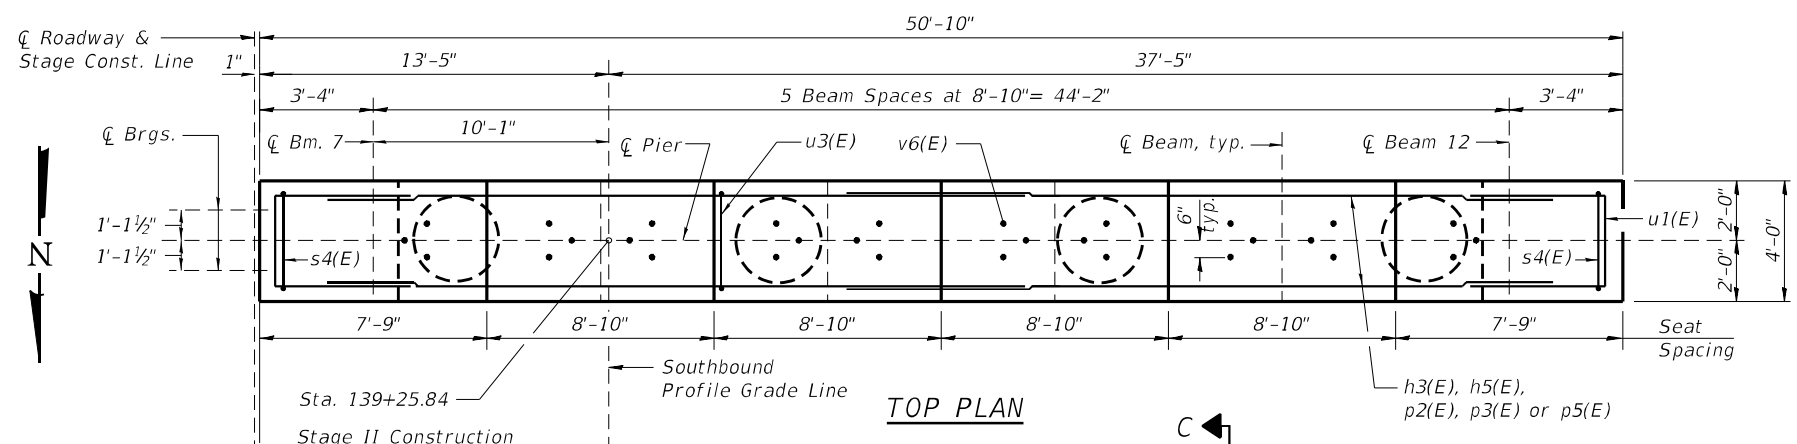 50'-10"
℄ Roadway &
Stage Const. Line
1"
13'-5"
37'-5"
3'-4"
5 Beam Spaces at 8'-10"= 44'-2"
3'-4"
℄ Brgs.
℄ Bm. 7
10'-1"
℄ Pier
u3(E)
v6(E)
℄ Beam, typ.
℄ Beam 12
1'-1½"
1'-1½"
N
s4(E)
6"
typ.
s4(E)
u1(E)
2'-0"
2'-0"
4'-0"
7'-9"
8'-10"
8'-10"
8'-10"
8'-10"
7'-9"
Seat
Spacing
Southbound
Profile Grade Line
Sta. 139+25.84
Stage II Construction
TOP PLAN
h3(E), h5(E),
p2(E), p3(E) or p5(E)
C